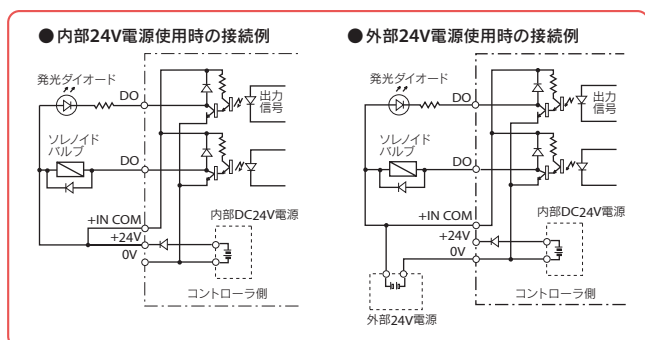 ●内部24V電源使用時の接続例
発光ダイオード
DO
出力
信号
ソレノイド
バルブ
DO
+IN COM
+24V
0V
内部DC24V電源
コントローラ側
●外部24V電源使用時の接続例
発光ダイオード
DO
出力
信号
ソレノイド
バルブ
DO
+IN COM
+24V
0V
内部DC24V電源
コントローラ側
外部24V電源